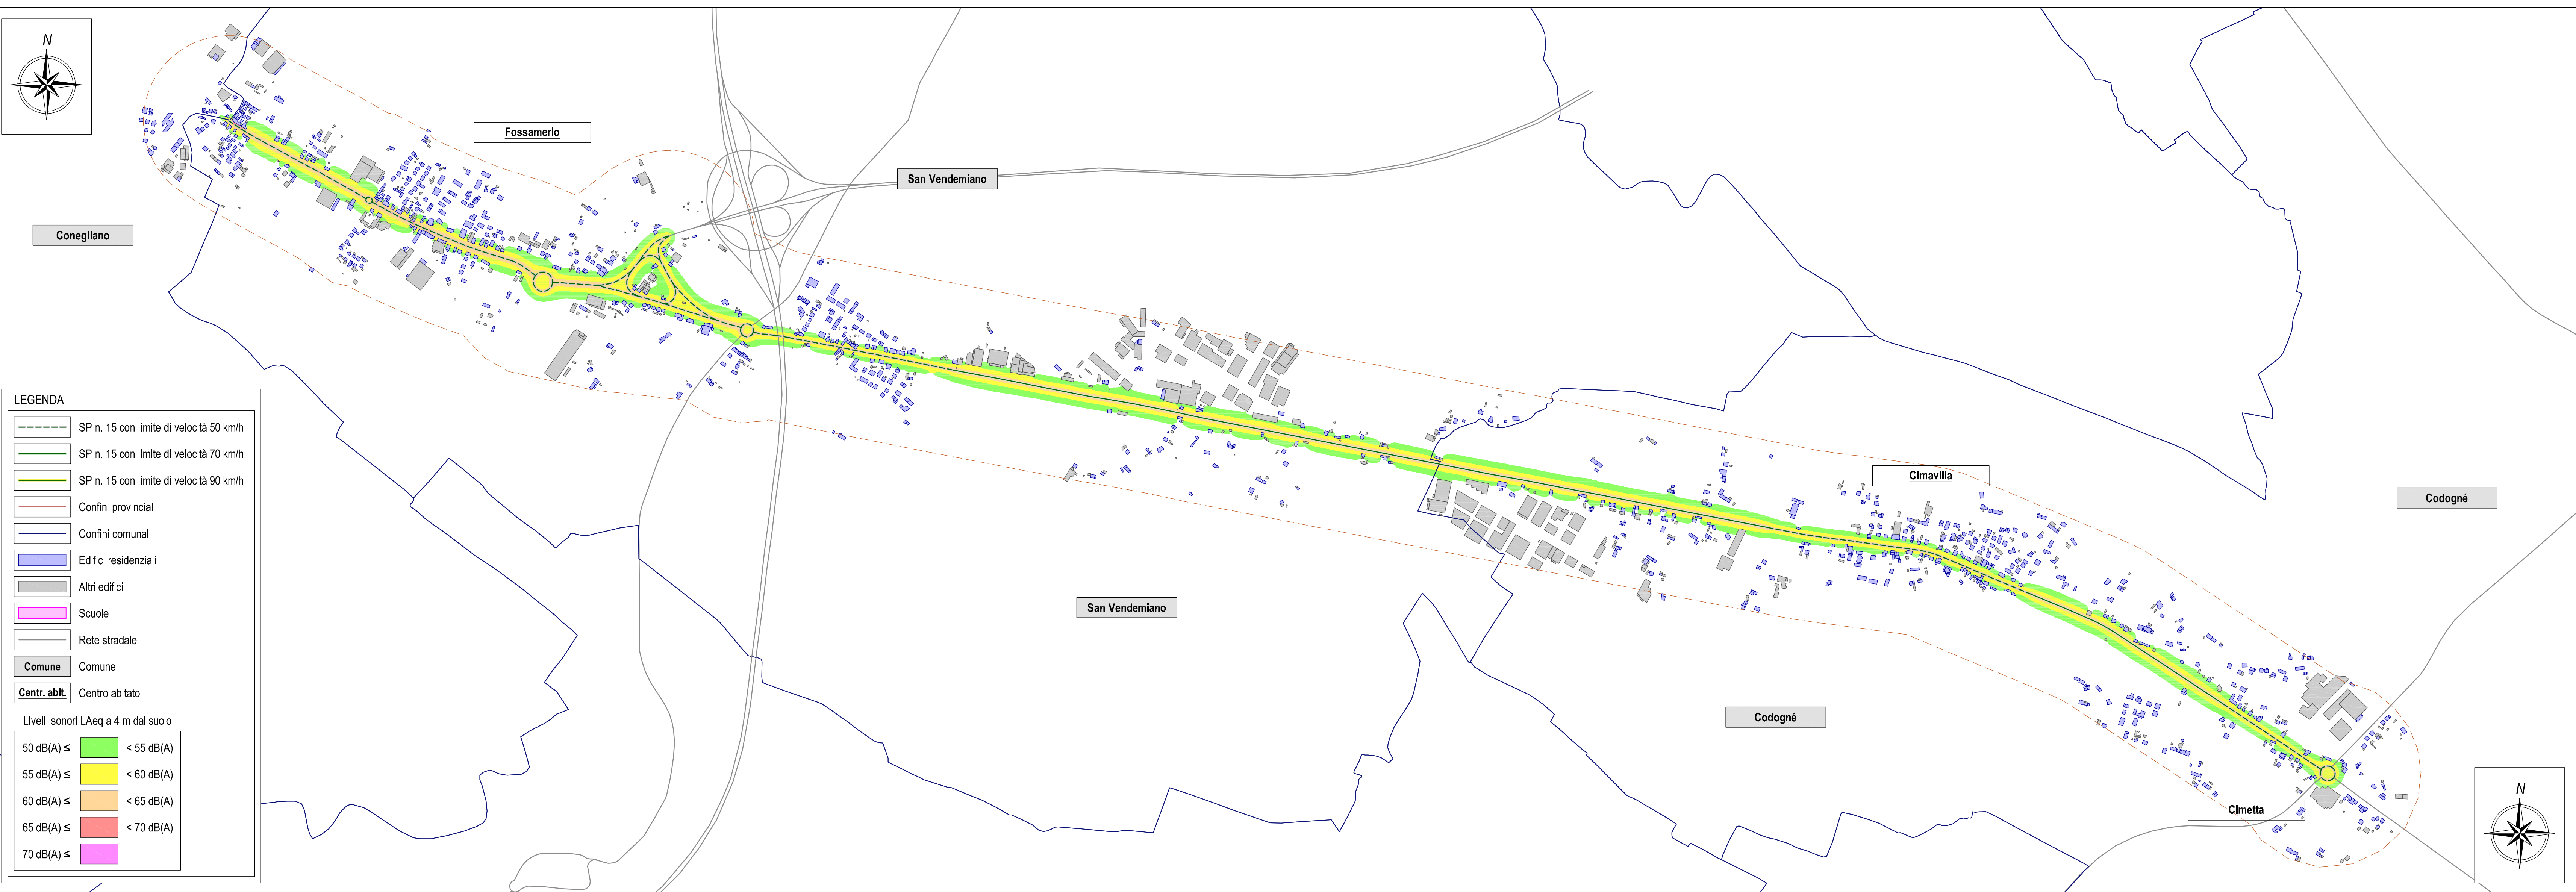 N
Fossamerlo
San Vendemiano
Conegliano
Cimavilla
Codogné
San Vendemiano
Codogné
Cimetta
N
LEGENDA
SP n. 15 con limite di velocità 50 km/h
SP n. 15 con limite di velocità 70 km/h
SP n. 15 con limite di velocità 90 km/h
Confini provinciali
Confini comunali
Edifici residenziali
Altri edifici
Scuole
Rete stradale
Comune Comune
Centr. abit. Centro abitato
Livelli sonori LAeq a 4 m dal suolo
50 dB(A) ≤ < 55 dB(A)
55 dB(A) ≤ < 60 dB(A)
60 dB(A) ≤ < 65 dB(A)
65 dB(A) ≤ < 70 dB(A)
70 dB(A) ≤